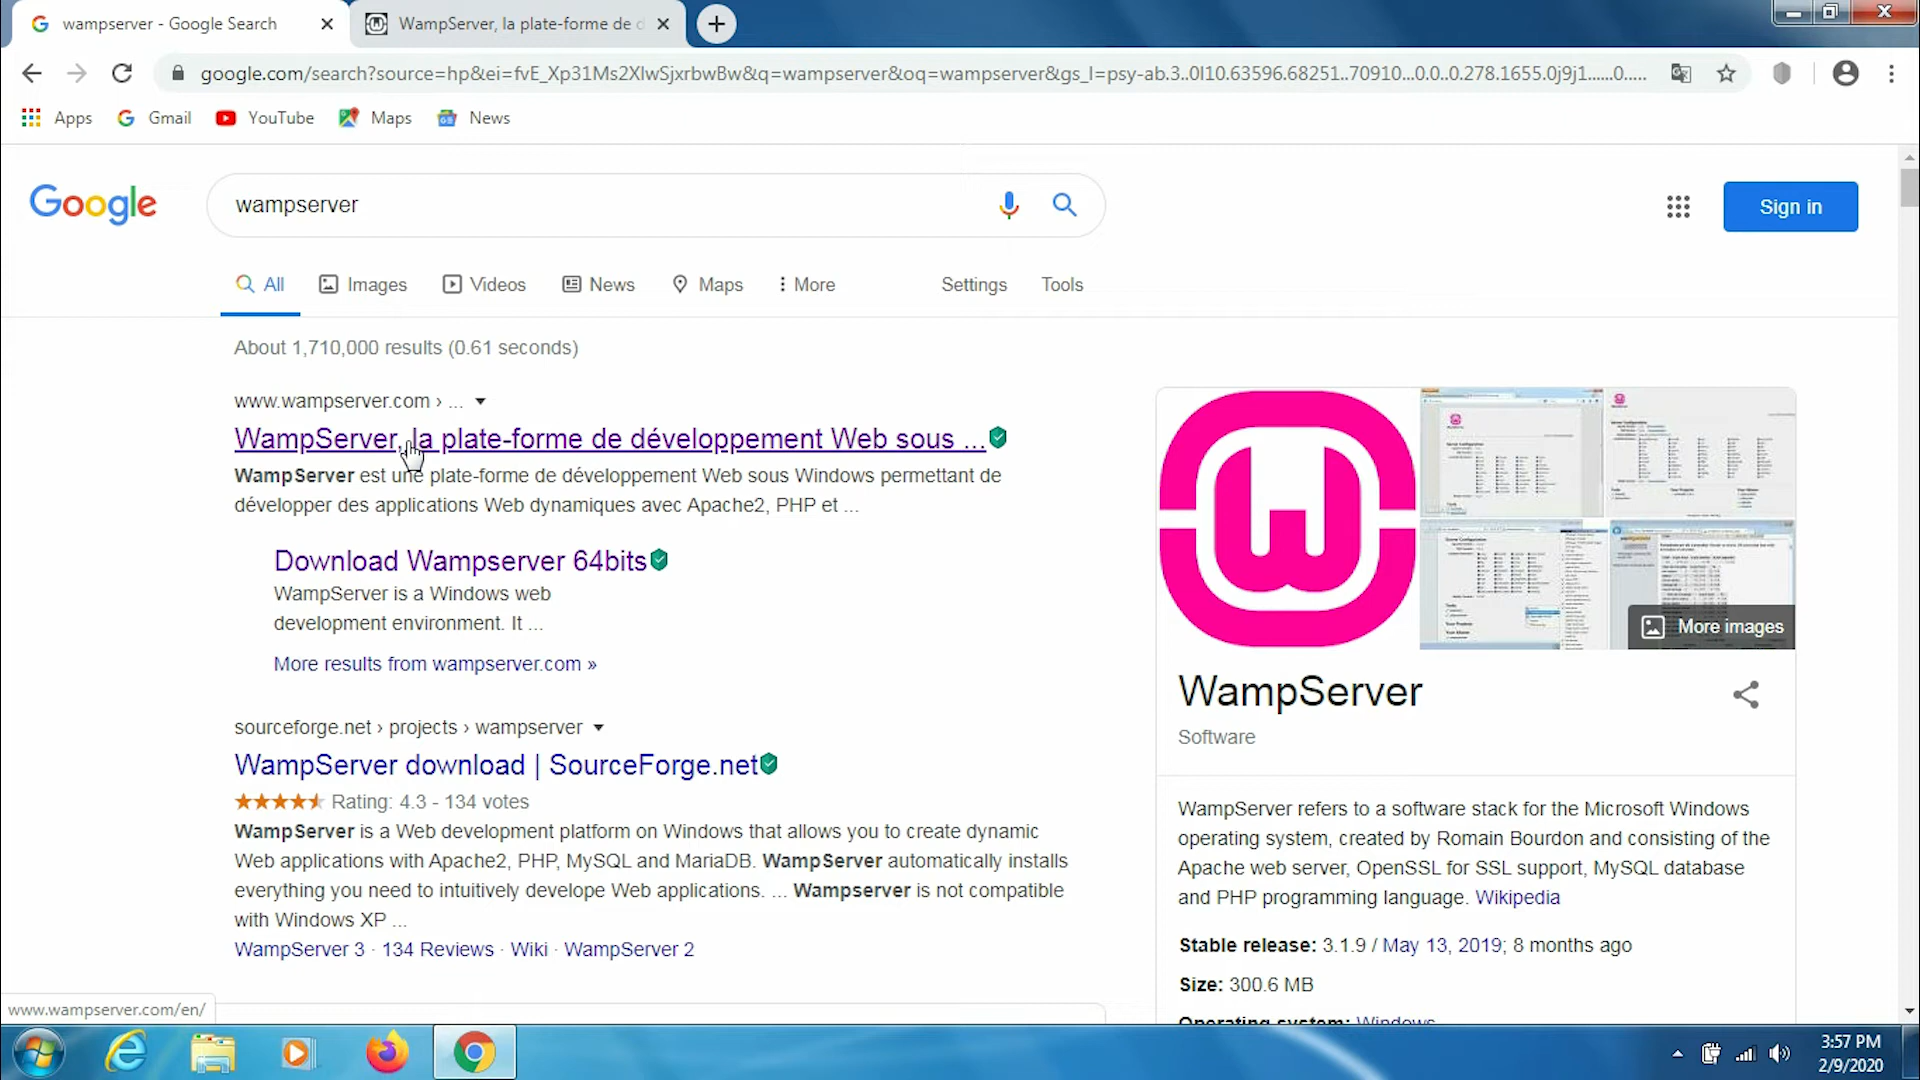 wampserver - Google Search
WampServer, la plate-forme de d
google.com/search?source=hp&ei=fvE_Xp31Ms2XlwSjxrbwBw&q=wampserver&oq=wampserver&gs_l=psy-ab.3..0l10.63596.68251..70910...0.0..0.278.1655.0j9j1......0.....
Apps Gmail YouTube Maps News
Google
wampserver
Sign in
All Images Videos News Maps More Settings Tools
About 1,710,000 results (0.61 seconds)
www.wampserver.com › ...
WampServer, la plate-forme de développement Web sous ...
WampServer est une plate-forme de développement Web sous Windows permettant de
développer des applications Web dynamiques avec Apache2, PHP et ...
Download Wampserver 64bits
WampServer is a Windows web
development environment. It ...
More results from wampserver.com »
sourceforge.net › projects › wampserver
WampServer download | SourceForge.net
Rating: 4.3 - 134 votes
WampServer is a Web development platform on Windows that allows you to create dynamic
Web applications with Apache2, PHP, MySQL and MariaDB. WampServer automatically installs
everything you need to intuitively develope Web applications. ... Wampserver is not compatible
with Windows XP ...
WampServer 3 · 134 Reviews · Wiki · WampServer 2
More images
WampServer
Software
WampServer refers to a software stack for the Microsoft Windows
operating system, created by Romain Bourdon and consisting of the
Apache web server, OpenSSL for SSL support, MySQL database
and PHP programming language. Wikipedia
Stable release: 3.1.9 / May 13, 2019; 8 months ago
Size: 300.6 MB
Operating system: Windows
www.wampserver.com/en/
3:57 PM
2/9/2020